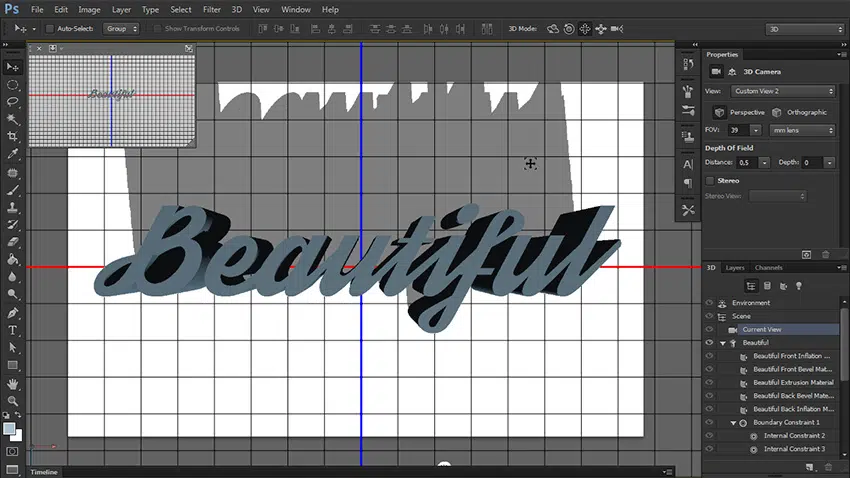 Ps File Edit Image Layer Type Select Filter 3D View Window Help
Auto-Select: Group Show Transform Controls 3D Mode: 3D
Beautiful
Properties
3D Camera
View: Custom View 2
Perspective Orthographic
FOV: 39 mm lens
Depth Of Field
Distance: 0.5 Depth: 0
Stereo
Stereo View:
Beautiful
3D Layers Channels
Environment
Scene
Current View
Beautiful
Beautiful Front Inflation ...
Beautiful Front Bevel Mat...
Beautiful Extrusion Material
Beautiful Back Bevel Mate...
Beautiful Back Inflation M...
Boundary Constraint 1
Internal Constraint 2
Internal Constraint 3
Timeline